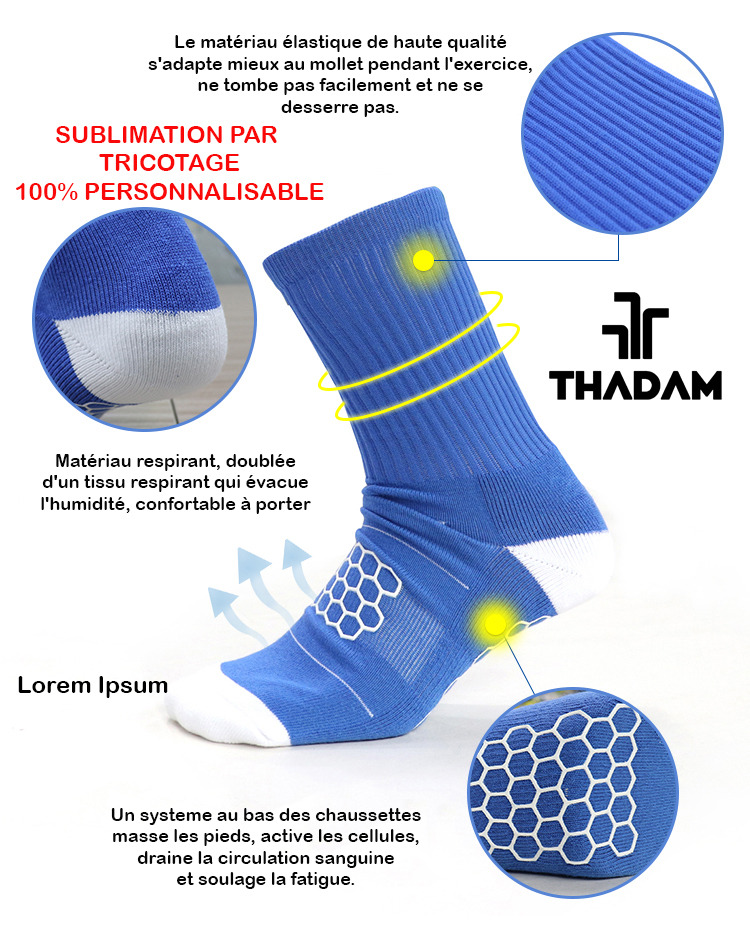 Le matériau élastique de haute qualité
s'adapte mieux au mollet pendant l'exercice,
ne tombe pas facilement et ne se
desserre pas.
SUBLIMATION PAR
TRICOTAGE
100% PERSONNALISABLE
THADAM
Matériau respirant, doublée
d'un tissu respirant qui évacue
l'humidité, confortable à porter
Lorem Ipsum
Un systeme au bas des chaussettes
masse les pieds, active les cellules,
draine la circulation sanguine
et soulage la fatigue.